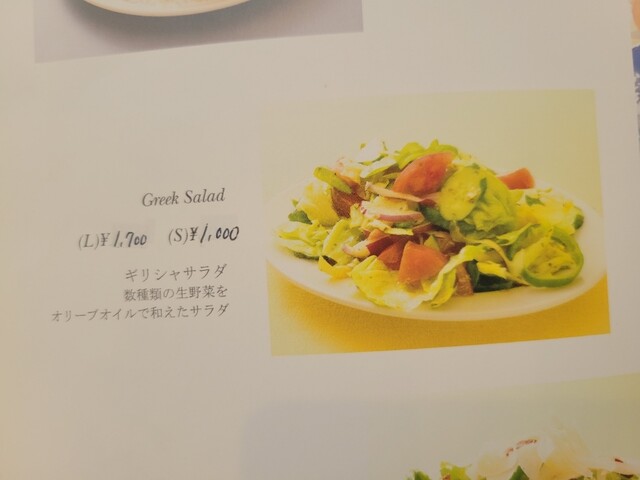 Greek Salad
(L)¥1,700 (S)¥1,000
ギリシャサラダ
数種類の生野菜を
オリーブオイルで和えたサラダ